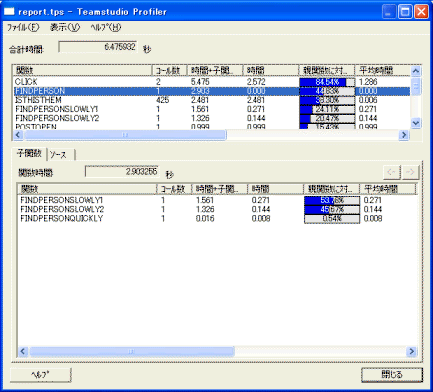 report.tps - Teamstudio Profiler
ファイル(F) 表示(V) ヘルプ(H)
合計時間: 6.475932 秒
関数 コール数 時間+子関... 時間 親関数に対... 平均時間
CLICK 2 5.475 2.572 84.54% 1.286
FINDPERSON 1 2.903 0.000 44.83% 0.000
ISTHISTHEM 425 2.481 2.481 38.30% 0.006
FINDPERSONSLOWLY1 1 1.561 0.271 24.11% 0.271
FINDPERSONSLOWLY2 1 1.326 0.144 20.47% 0.144
POSTOPEN 1 0.999 0.999 15.43% 0.999
子関数 ソース
関数時間: 2.903255 秒
<- ->
関数 コール数 時間+子関... 時間 親関数に対... 平均時間
FINDPERSONSLOWLY1 1 1.561 0.271 53.78% 0.271
FINDPERSONSLOWLY2 1 1.326 0.144 45.67% 0.144
FINDPERSONQUICKLY 1 0.016 0.008 0.54% 0.008
ヘルプ 閉じる